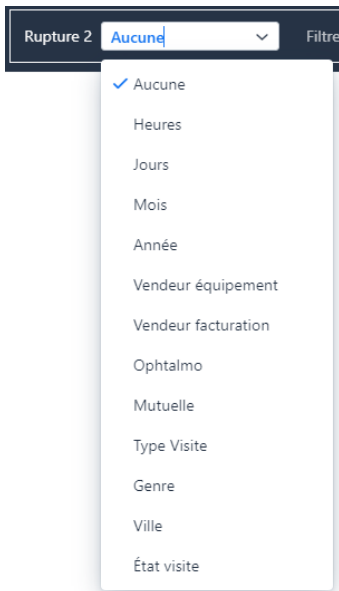 Rupture 2 Aucune Filtre
Aucune
Heures
Jours
Mois
Année
Vendeur équipement
Vendeur facturation
Ophtalmo
Mutuelle
Type Visite
Genre
Ville
État visite